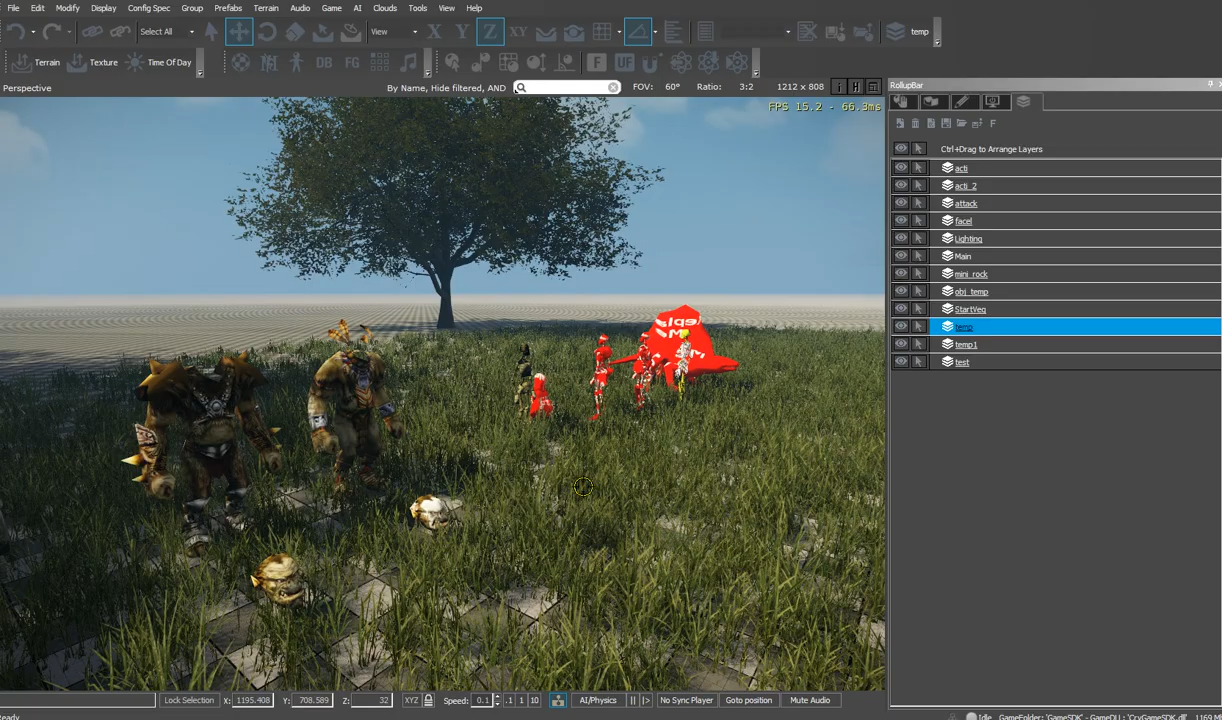 File Edit Modify Display Config Spec Group Prefabs Terrain Audio Game AI Clouds Tools View Help
Select All View X Y Z XY temp
Terrain Texture Time Of Day DB FG F UF
Perspective By Name, Hide filtered, AND FOV: 60° Ratio: 3:2 1212 x 808 i H
RollupBar
FPS 15.2 - 66.3ms
F
Ctrl+Drag to Arrange Layers
acti
acti_2
attack
facel
Lighting
Main
mini_rock
obj_temp
StartVeg
temp
temp1
test
Lock Selection X: 1195.408 Y: 708.589 Z: 32 XYZ Speed: 0.1 .1 1 10 AI/Physics No Sync Player Goto position Mute Audio
Ready Idle GameFolder: 'GameSDK' - GameDLL: 'CryGameSDK.dll' 1169 M